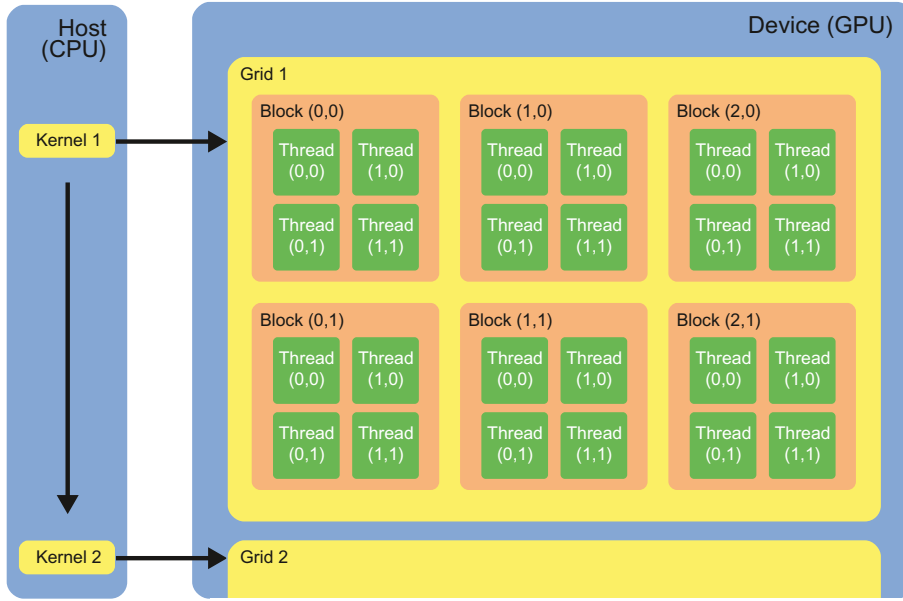 Host
(CPU)
Kernel 1
Kernel 2
Device (GPU)
Grid 1
Block (0,0)
Thread
(0,0)
Thread
(1,0)
Thread
(0,1)
Thread
(1,1)
Block (1,0)
Thread
(0,0)
Thread
(1,0)
Thread
(0,1)
Thread
(1,1)
Block (2,0)
Thread
(0,0)
Thread
(1,0)
Thread
(0,1)
Thread
(1,1)
Block (0,1)
Thread
(0,0)
Thread
(1,0)
Thread
(0,1)
Thread
(1,1)
Block (1,1)
Thread
(0,0)
Thread
(1,0)
Thread
(0,1)
Thread
(1,1)
Block (2,1)
Thread
(0,0)
Thread
(1,0)
Thread
(0,1)
Thread
(1,1)
Grid 2